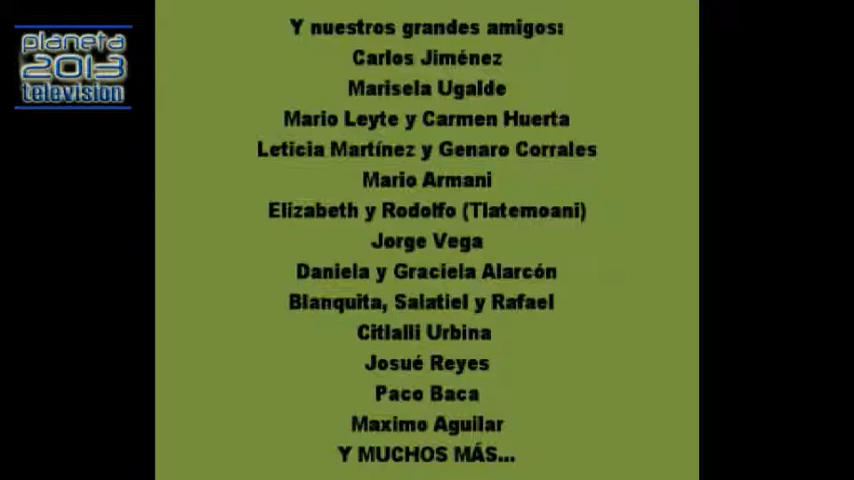 planeta
2013
televisión
Y nuestros grandes amigos:
Carlos Jiménez
Marisela Ugalde
Mario Leyte y Carmen Huerta
Leticia Martínez y Genaro Corrales
Mario Armani
Elizabeth y Rodolfo (Tlatemoani)
Jorge Vega
Daniela y Graciela Alarcón
Blanquita, Salatiel y Rafael
Citlalli Urbina
Josué Reyes
Paco Baca
Maximo Aguilar
Y MUCHOS MÁS...